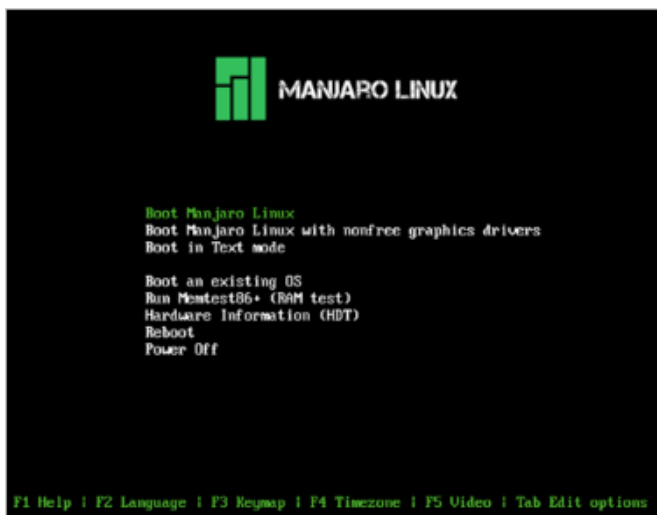 MANJARO LINUX
Boot Manjaro Linux
Boot Manjaro Linux with nonfree graphics drivers
Boot in Text mode
Boot an existing OS
Run Memtest86+ (RAM test)
Hardware Information (HDT)
Reboot
Power Off
F1 Help | F2 Language | F3 Keymap | F4 Timezone | F5 Video | Tab Edit options